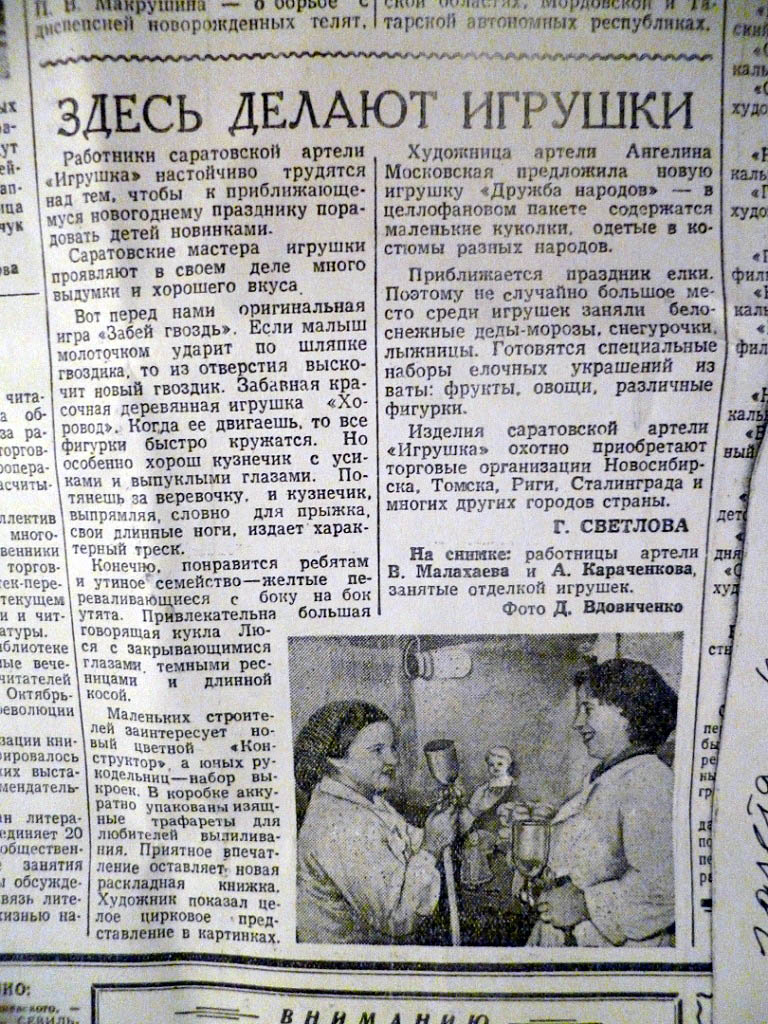 П. В. Макрушина — о борьбе с
диспепсией новорожденных телят.
ской областях, Мордовской и Та-
тарской автономных республиках.
ЗДЕСЬ ДЕЛАЮТ ИГРУШКИ
Работники саратовской артели
«Игрушка» настойчиво трудятся
над тем, чтобы к приближающе-
муся новогоднему празднику пора-
довать детей новинками.
Саратовские мастера игрушки
проявляют в своем деле много
выдумки и хорошего вкуса.
Вот перед нами оригинальная
игра «Забей гвоздь». Если малыш
молоточком ударит по шляпке
гвоздика, то из отверстия выско-
чит новый гвоздик. Забавная кра-
сочная деревянная игрушка «Хо-
ровод». Когда ее двигаешь, то все
фигурки быстро кружатся. Но
особенно хорош кузнечик с уси-
ками и выпуклыми глазами. По-
тянешь за веревочку, и кузнечик,
выпрямляя, словно для прыжка,
свои длинные ноги, издает харак-
терный треск.
Конечно, понравится ребятам
и утиное семейство—желтые пе-
реваливающиеся с боку на бок
утята. Привлекательна большая
говорящая кукла Лю-
ся с закрывающимися
глазами, темными рес-
ницами и длинной
косой.
Маленьких строите-
лей заинтересует но-
вый цветной «Кон-
структор», а юных ру-
кодельниц—набор вы-
кроек. В коробке акку-
ратно упакованы изящ-
ные трафареты для
любителей выпилива-
ния. Приятное впечат-
ление оставляет новая
раскладная книжка.
Художник показал це-
лое цирковое пред-
ставление в картинках.
Художница артели Ангелина
Московская предложила новую
игрушку «Дружба народов» — в
целлофановом пакете содержатся
маленькие куколки, одетые в ко-
стюмы разных народов.
Приближается праздник елки.
Поэтому не случайно большое ме-
сто среди игрушек заняли бело-
снежные деды-морозы, снегурочки,
лыжницы. Готовятся специальные
наборы елочных украшений из
ваты: фрукты, овощи, различные
фигурки.
Изделия саратовской артели
«Игрушка» охотно приобретают
торговые организации Новосибир-
ска, Томска, Риги, Сталинграда и
многих других городов страны.
Г. СВЕТЛОВА
На снимке: работницы артели
В. Малахаева и А. Караченкова,
занятые отделкой игрушек.
Фото Д. Вдовиченко
ВНИМАНИЮ